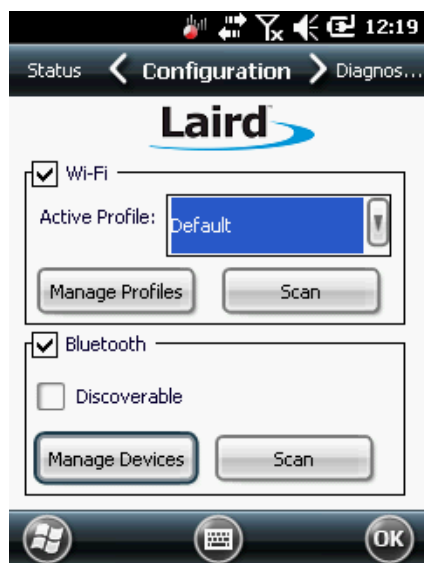 12:19
Status Configuration Diagnos...
Laird
Wi-Fi
Active Profile: Default
Manage Profiles Scan
Bluetooth
Discoverable
Manage Devices Scan
OK